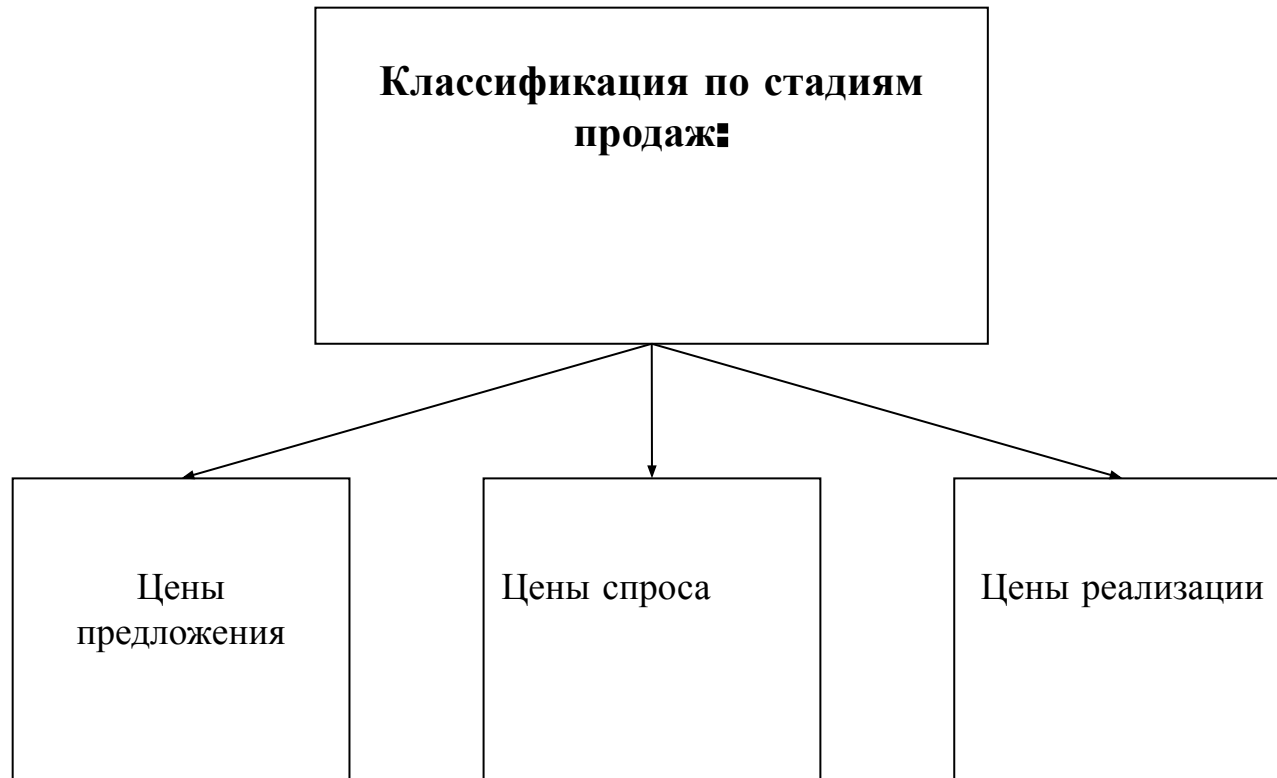 Классификация по стадиям
продаж:
Цены
предложения
Цены спроса
Цены реализации